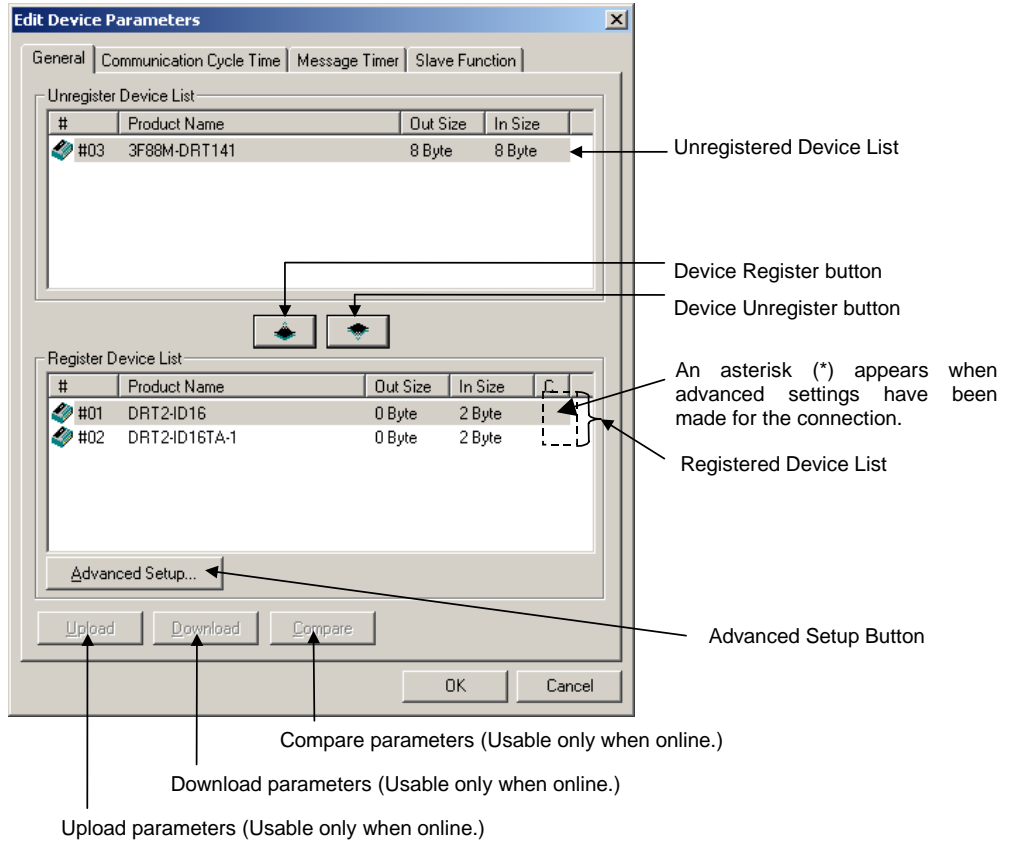 Edit Device Parameters
General Communication Cycle Time Message Timer Slave Function
Unregister Device List
# Product Name Out Size In Size
#03 3F88M-DRT141 8 Byte 8 Byte
Unregistered Device List
Device Register button
Device Unregister button
Register Device List
# Product Name Out Size In Size C..
#01 DRT2-ID16 0 Byte 2 Byte
#02 DRT2-ID16TA-1 0 Byte 2 Byte
An asterisk (*) appears when
advanced settings have been
made for the connection.
Registered Device List
Advanced Setup...
Upload Download Compare
Advanced Setup Button
OK Cancel
Compare parameters (Usable only when online.)
Download parameters (Usable only when online.)
Upload parameters (Usable only when online.)